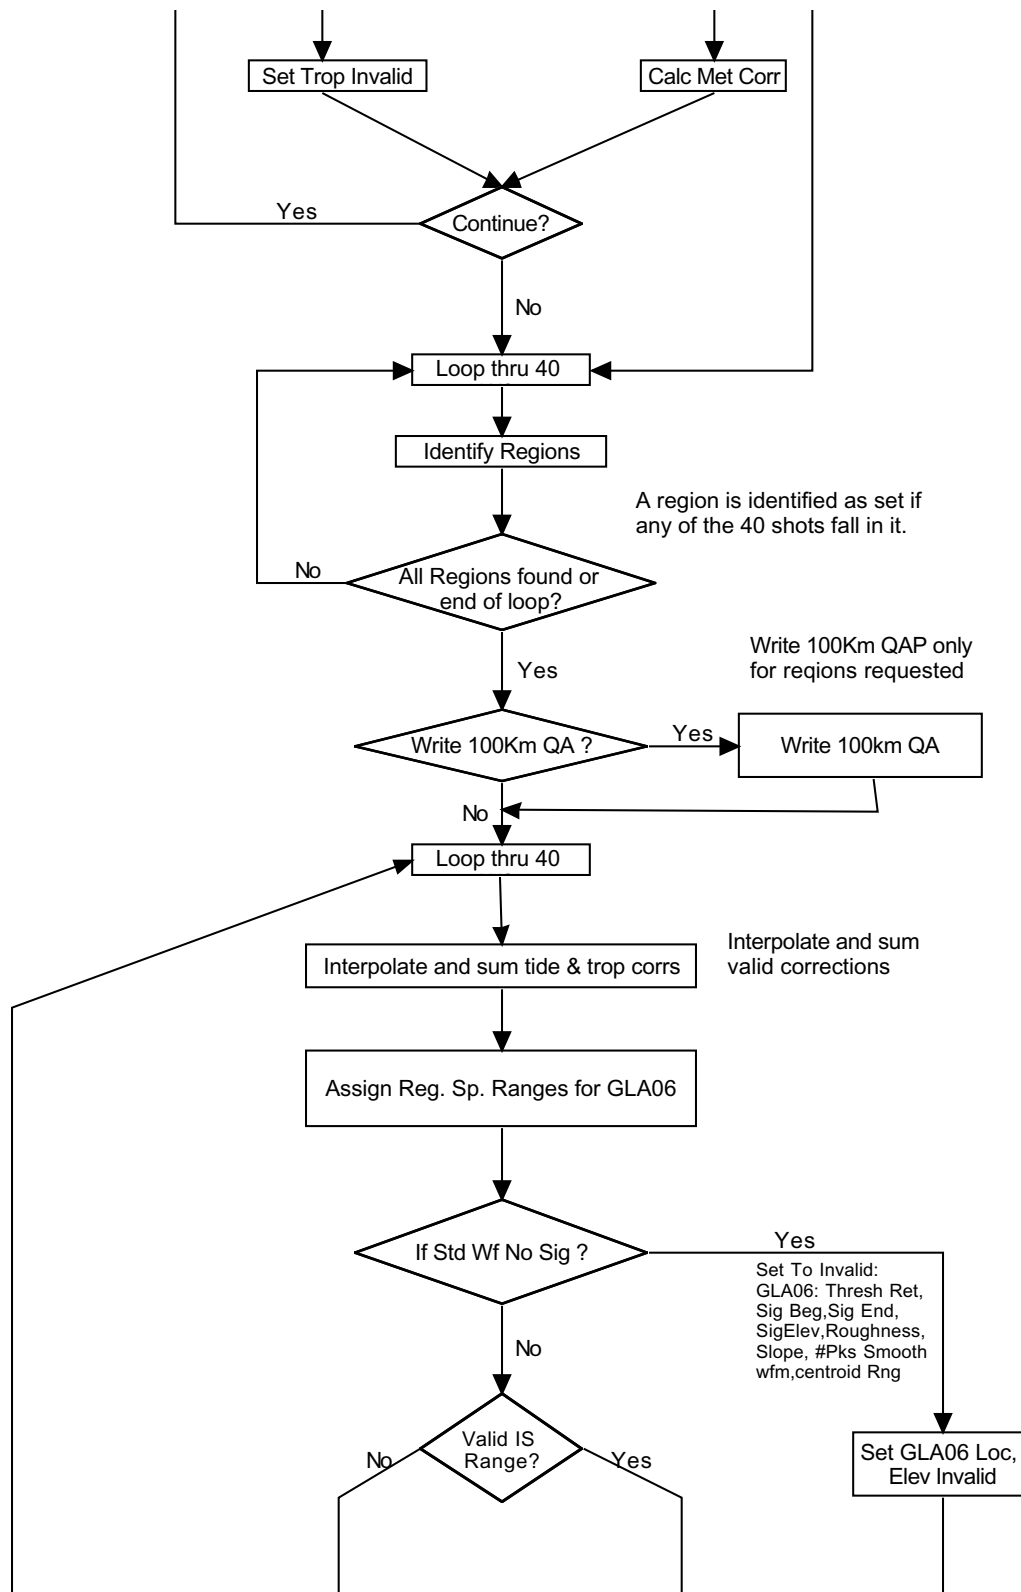 Set Trop Invalid
Calc Met Corr
Yes
Continue?
No
Loop thru 40
Identify Regions
A region is identified as set if
any of the 40 shots fall in it.
No
All Regions found or
end of loop?
Yes
Write 100Km QAP only
for reqions requested
Write 100Km QA ?
Yes
Write 100km QA
No
Loop thru 40
Interpolate and sum tide & trop corrs
Interpolate and sum
valid corrections
Assign Reg. Sp. Ranges for GLA06
If Std Wf No Sig ?
Yes
Set To Invalid:
GLA06: Thresh Ret,
Sig Beg,Sig End,
SigElev,Roughness,
Slope, #Pks Smooth
wfm,centroid Rng
No
Valid IS
Range?
No
Yes
Set GLA06 Loc,
Elev Invalid